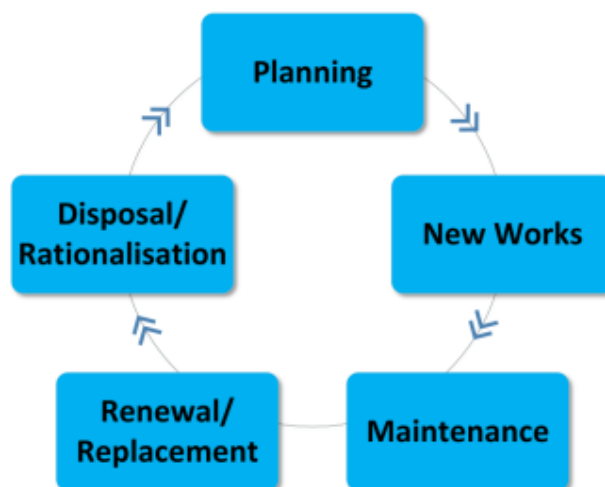 Planning
New Works
Maintenance
Renewal/
Replacement
Disposal/
Rationalisation